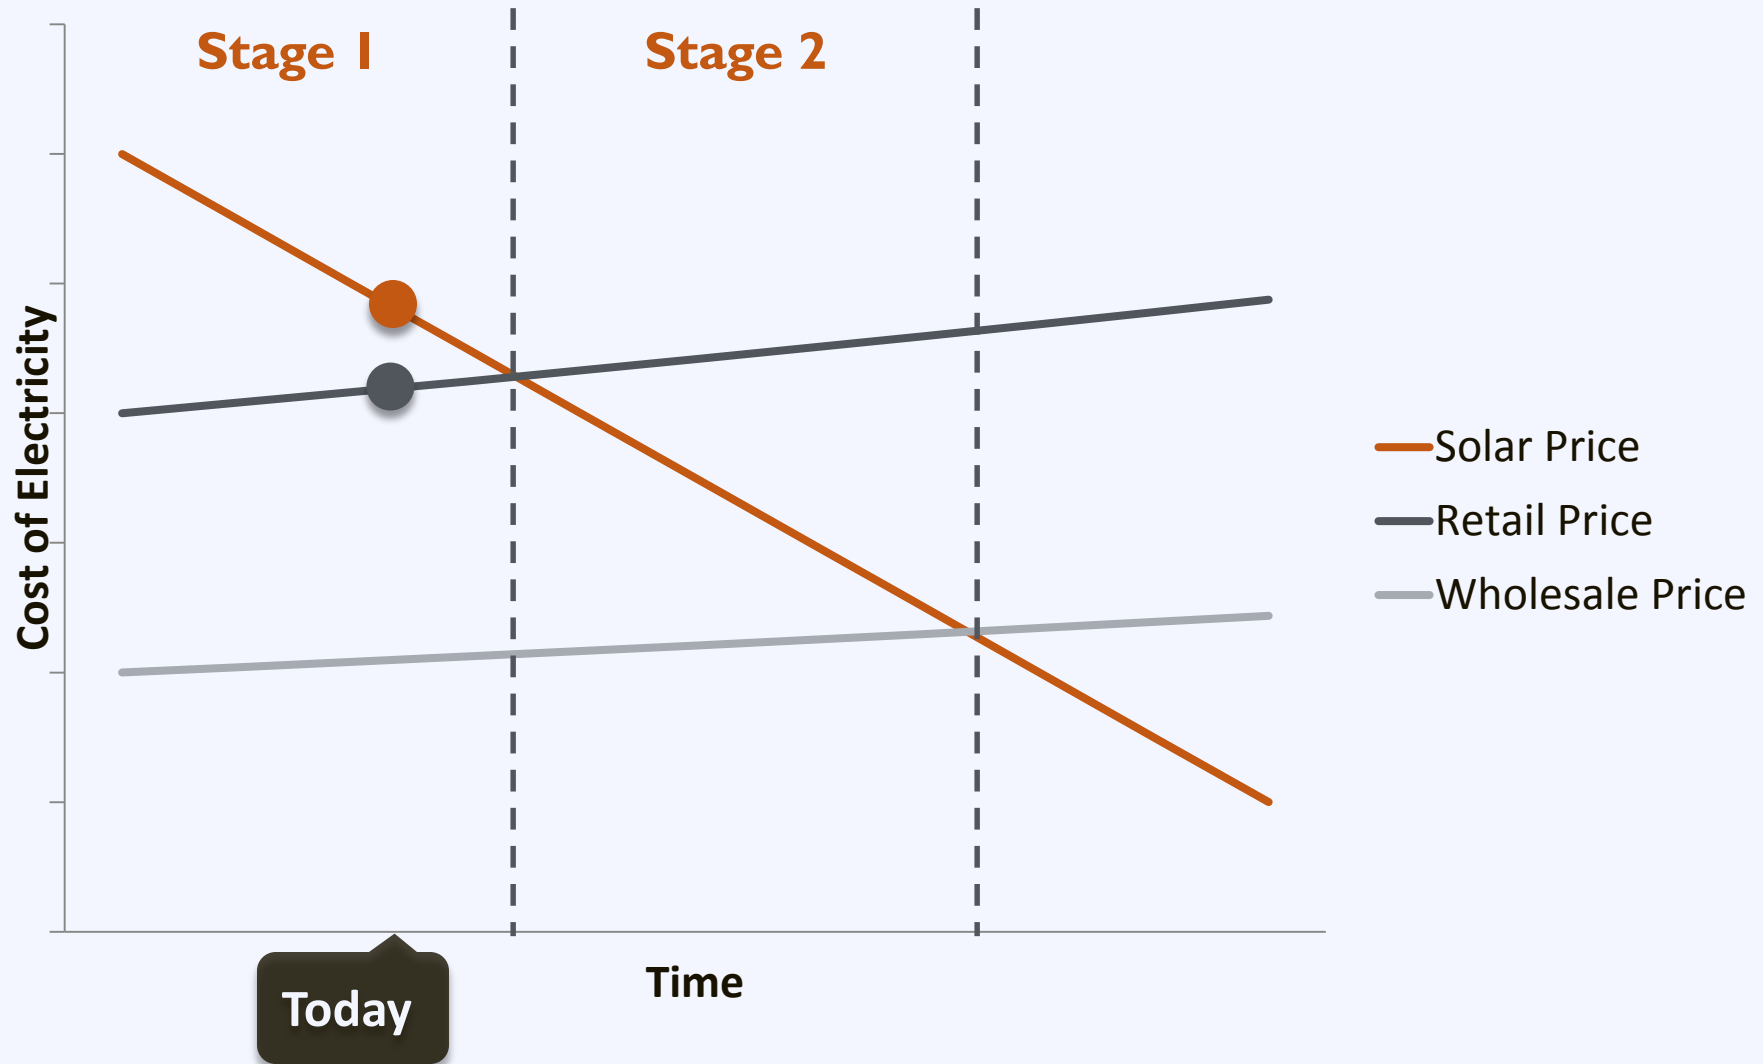 Stage 1
Stage 2
Cost of Electricity
Solar Price
Retail Price
Wholesale Price
Time
Today